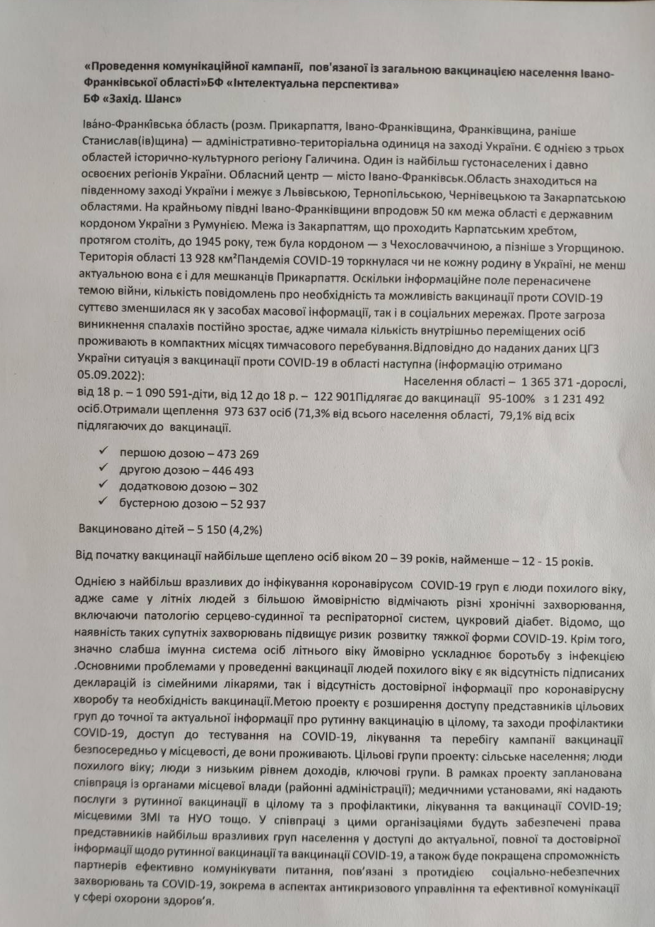 «Проведення комунікаційної кампанії,  пов'язаної із загальною вакцинацією населення Івано-
Франківської області»БФ «Інтелектуальна перспектива»
БФ «Захід. Шанс»
Іва́но-Франкі́вська о́бласть (розм. Прикарпаття, Івано-Франківщина, Франківщина, раніше
Станислав(ів)щина) — адміністративно-територіальна одиниця на заході України. Є однією з трьох
областей історично-культурного регіону Галичина. Один із найбільш густонаселених і давно
освоєних регіонів України. Обласний центр — місто Івано-Франківськ.Область знаходиться на
південному заході України і межує з Львівською, Тернопільською, Чернівецькою та Закарпатською
областями. На крайньому півдні Івано-Франківщини впродовж 50 км межа області є державним
кордоном України з Румунією. Межа із Закарпаттям, що проходить Карпатським хребтом,
протягом століть, до 1945 року, теж була кордоном — з Чехословаччиною, а пізніше з Угорщиною.
Територія області 13 928 км²Пандемія COVID-19 торкнулася чи не кожну родину в Україні, не менш
актуальною вона є і для мешканців Прикарпаття. Оскільки інформаційне поле перенасичене
темою війни, кількість повідомлень про необхідність та можливість вакцинації проти COVID-19
суттєво зменшилася як у засобах масової інформації, так і в соціальних мережах. Проте загроза
виникнення спалахів постійно зростає, адже чимала кількість внутрішньо переміщених осіб
проживають в компактних місцях тимчасового перебування.Відповідно до наданих даних ЦГЗ
України ситуація з вакцинації проти COVID-19 в області наступна (інформацію отримано
05.09.2022):
Населення області –  1 365 371 -дорослі,
від 18 р. – 1 090 591-діти, від 12 до 18 р. –  122 901Підлягає до вакцинації   95-100%   з 1 231 492
осіб.Отримали щеплення  973 637 осіб (71,3% від всього населення області,  79,1% від всіх
підлягаючих до  вакцинації.
✓ першою дозою – 473 269
✓ другою дозою – 446 493
✓ додатковою дозою – 302
✓ бустерною дозою – 52 937
Вакциновано дітей – 5 150 (4,2%)
Від початку вакцинації найбільше щеплено осіб віком 20 – 39 років, найменше – 12 - 15 років.
Однією з найбільш вразливих до інфікування коронавірусом  COVID-19 груп є люди похилого віку,
адже саме у літніх людей з більшою ймовірністю відмічають різні хронічні захворювання,
включаючи патологію серцево-судинної та респіраторної систем, цукровий діабет. Відомо, що
наявність таких супутніх захворювань підвищує ризик  розвитку  тяжкої форми COVID-19. Крім того,
значно слабша імунна система осіб літнього віку ймовірно ускладнює боротьбу з інфекцією
.Основними проблемами у проведенні вакцинації людей похилого віку є як відсутність підписаних
декларацій із сімейними лікарями, так і відсутність достовірної інформації про коронавірусну
хворобу та необхідність вакцинації.Метою проекту є розширення доступу представників цільових
груп до точної та актуальної інформації про рутинну вакцинацію в цілому, та заходи профілактики
COVID-19, доступ до тестування на COVID-19, лікування та перебігу кампанії вакцинації
безпосередньо у місцевості, де вони проживають. Цільові групи проекту: сільське населення; люди
похилого віку; люди з низьким рівнем доходів, ключові групи. В рамках проекту запланована
співпраця із органами місцевої влади (районні адміністрації); медичними установами, які надають
послуги з рутинної вакцинації в цілому та з профілактики, лікування та вакцинації COVID-19;
місцевими ЗМІ та НУО тощо. У співпраці з цими організаціями будуть забезпечені права
представників найбільш вразливих груп населення у доступі до актуальної, повної та достовірної
інформації щодо рутинної вакцинації та вакцинації COVID-19, а також буде покращена спроможність
партнерів ефективно комунікувати питання, пов'язані з протидією  соціально-небезпечних
захворювань та COVID-19, зокрема в аспектах антикризового управління та ефективної комунікації
у сфері охорони здоров'я.